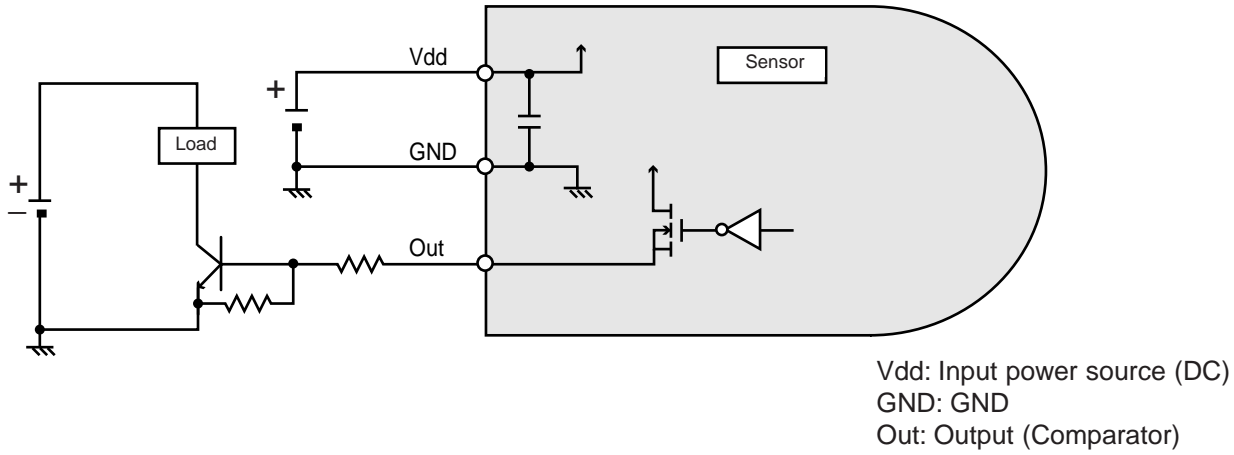 Vdd
Sensor
+
Load
GND
+
–
Out
Vdd: Input power source (DC)
GND: GND
Out: Output (Comparator)